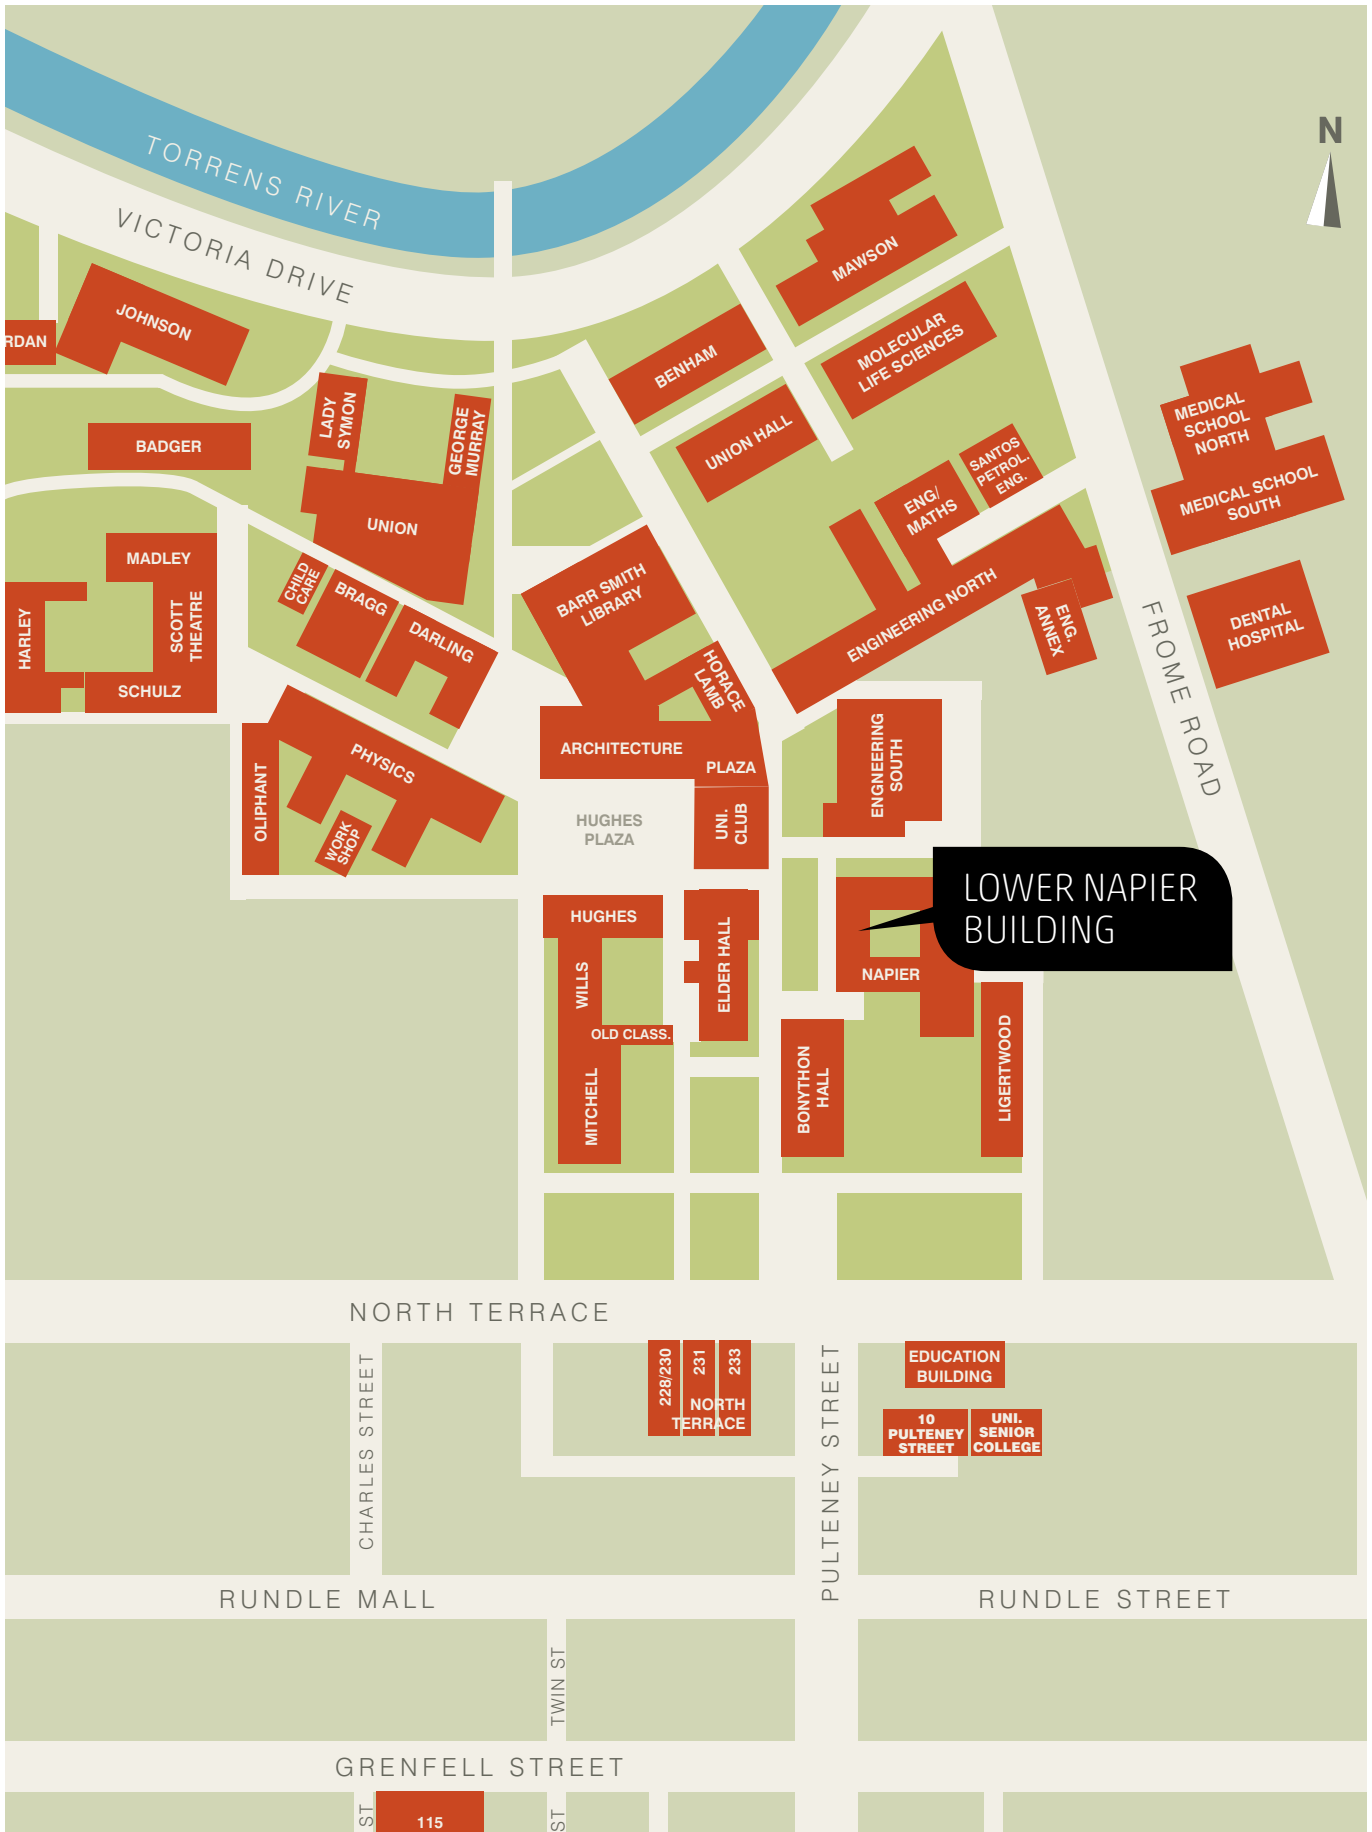 N
TORRENS RIVER
VICTORIA DRIVE
MAWSON
JOHNSON
RDAN
MOLECULAR
LIFE SCIENCES
BENHAM
LADY
SYMON
GEORGE
MURRAY
UNION HALL
MEDICAL
SCHOOL
NORTH
BADGER
SANTOS
PETROL.
ENG.
ENG/
MATHS
MEDICAL SCHOOL
SOUTH
UNION
MADLEY
CHILD
CARE
BRAGG
BARR SMITH
LIBRARY
HARLEY
SCOTT
THEATRE
DARLING
ENGINEERING NORTH
ENG.
ANNEX
DENTAL
HOSPITAL
FROME ROAD
SCHULZ
HORACE
LAMB
ARCHITECTURE
PLAZA
PHYSICS
ENGNEERING
SOUTH
OLIPHANT
WORK
SHOP
HUGHES
PLAZA
UNI.
CLUB
LOWER NAPIER
BUILDING
HUGHES
WILLS
ELDER HALL
NAPIER
OLD CLASS.
MITCHELL
BONYTHON
HALL
LIGERTWOOD
NORTH TERRACE
228/230
231
233
NORTH
TERRACE
PULTENEY STREET
EDUCATION
BUILDING
10
PULTENEY
STREET
UNI.
SENIOR
COLLEGE
CHARLES STREET
RUNDLE MALL
RUNDLE STREET
TWIN ST
GRENFELL STREET
ST
115
ST